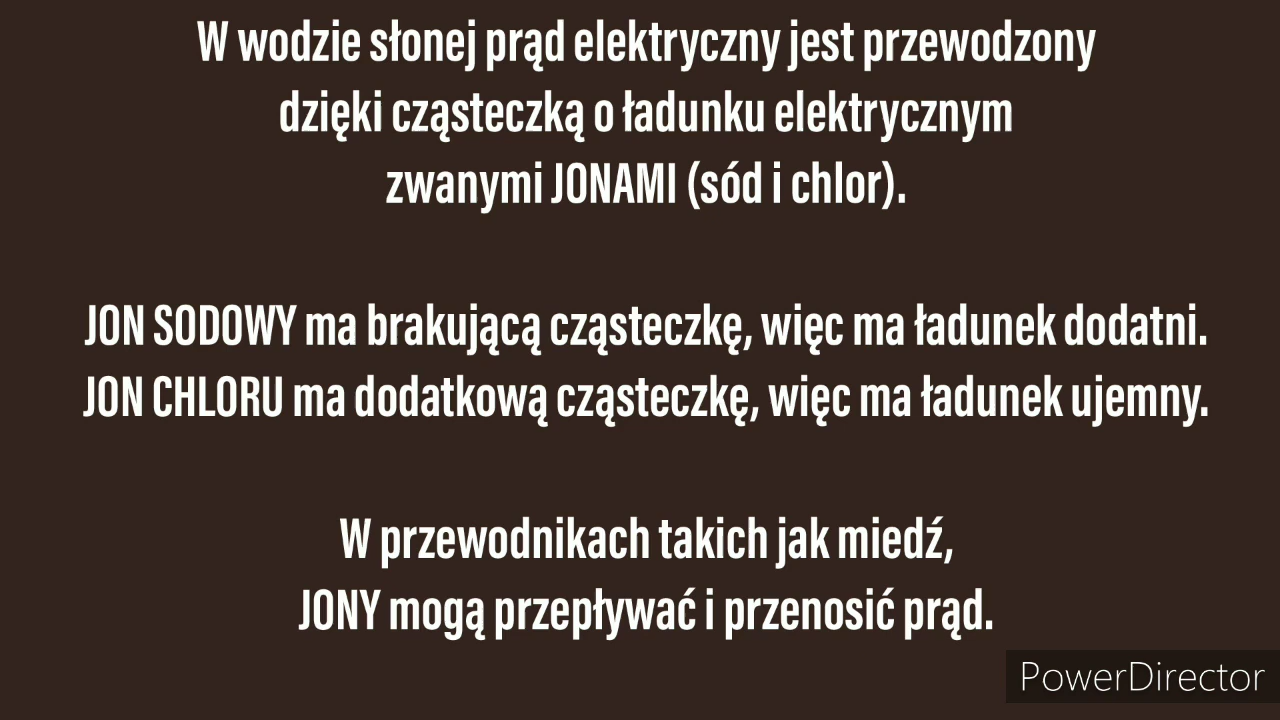 W wodzie słonej prąd elektryczny jest przewodzony
dzięki cząsteczką o ładunku elektrycznym
zwanymi JONAMI (sód i chlor).
JON SODOWY ma brakującą cząsteczkę, więc ma ładunek dodatni.
JON CHLORU ma dodatkową cząsteczkę, więc ma ładunek ujemny.
W przewodnikach takich jak miedź,
JONY mogą przepływać i przenosić prąd.
PowerDirector